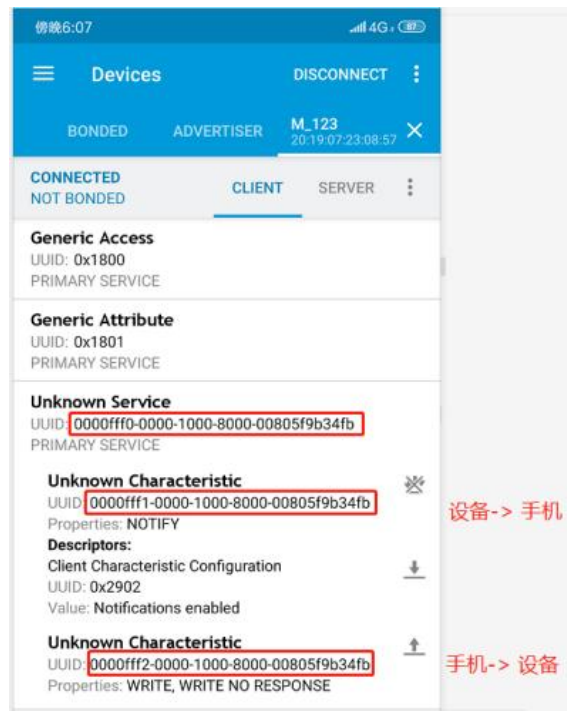 傍晚6:07
4G 87
Devices
DISCONNECT
BONDED
ADVERTISER
M_123
20:19:07:23:08:57
CONNECTED
NOT BONDED
CLIENT
SERVER
Generic Access
UUID: 0x1800
PRIMARY SERVICE
Generic Attribute
UUID: 0x1801
PRIMARY SERVICE
Unknown Service
UUID: 0000fff0-0000-1000-8000-00805f9b34fb
PRIMARY SERVICE
Unknown Characteristic
UUID: 0000fff1-0000-1000-8000-00805f9b34fb
Properties: NOTIFY
设备-> 手机
Descriptors:
Client Characteristic Configuration
UUID: 0x2902
Value: Notifications enabled
Unknown Characteristic
UUID: 0000fff2-0000-1000-8000-00805f9b34fb
手机-> 设备
Properties: WRITE, WRITE NO RESPONSE